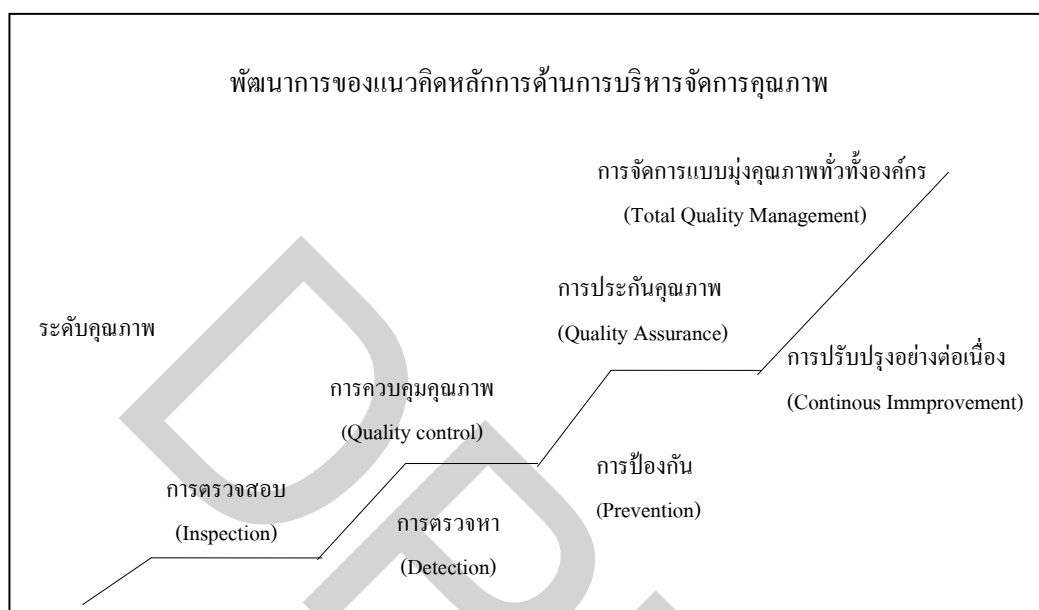 พัฒนาการของแนวคิดหลักการด้านการบริหารจัดการคุณภาพ
การจัดการแบบมุ่งคุณภาพทั่วทั้งองค์กร
(Total Quality Management)
การประกันคุณภาพ
(Quality Assurance)
ระดับคุณภาพ
การปรับปรุงอย่างต่อเนื่อง
(Continous Immprovement)
การควบคุมคุณภาพ
(Quality control)
การป้องกัน
(Prevention)
การตรวจสอบ
(Inspection)
การตรวจหา
(Detection)